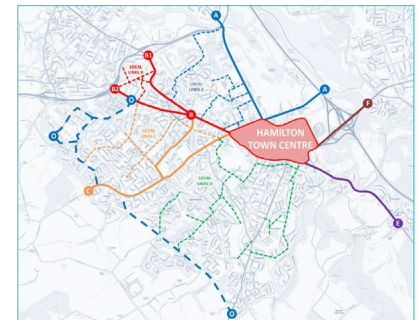 A
B1
LOCAL
LINKS B
LOCAL
LINKS A
B2
O
A
F
B
HAMILTON
TOWN CENTRE
O
LOCAL
LINKS C
LOCAL
LINKS D
C
E
O